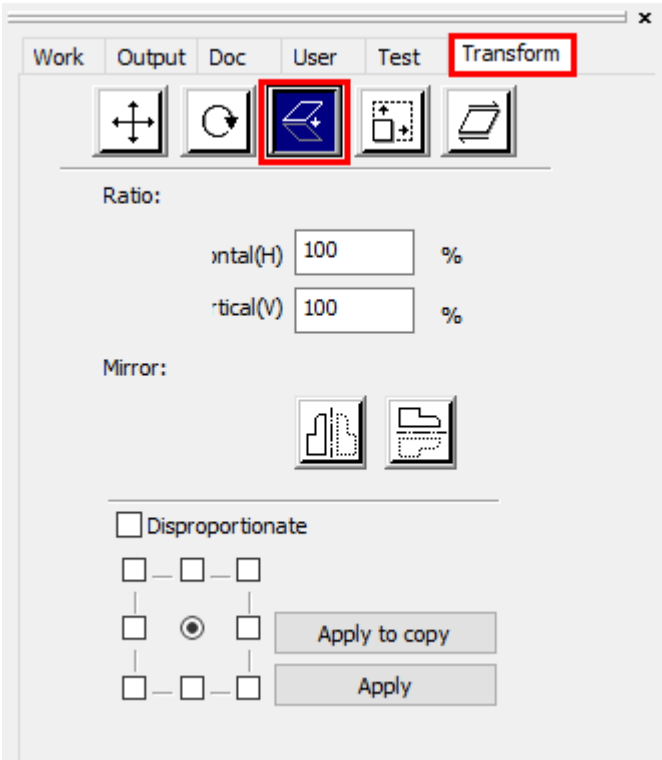 Work Output Doc User Test Transform
Ratio:
ontal(H) 100 %
rtical(V) 100 %
Mirror:
Disproportionate
Apply to copy
Apply